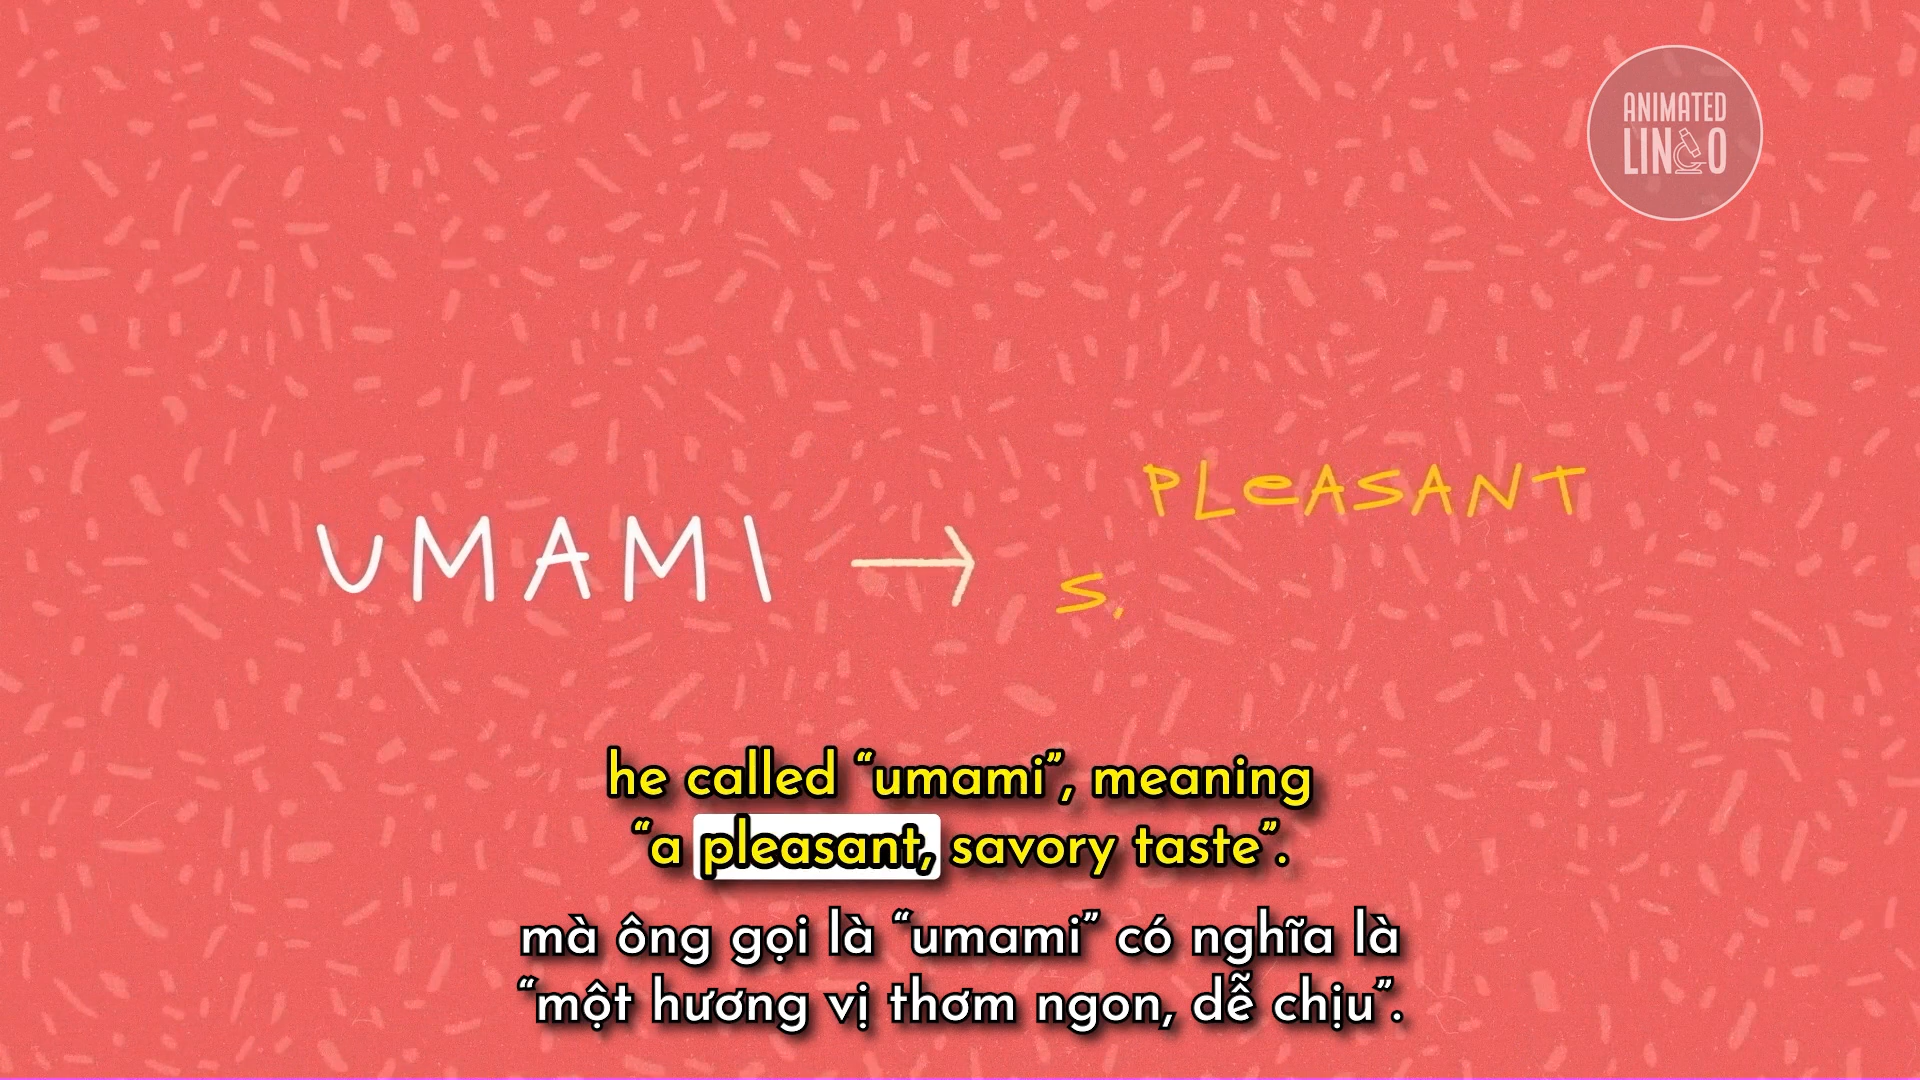 ANIMATED
LINGO
PLEASANT
UMAMI → S.
he called “umami”, meaning
“a pleasant, savory taste”.
mà ông gọi là “umami” có nghĩa là
“một hương vị thơm ngon, dễ chịu”.